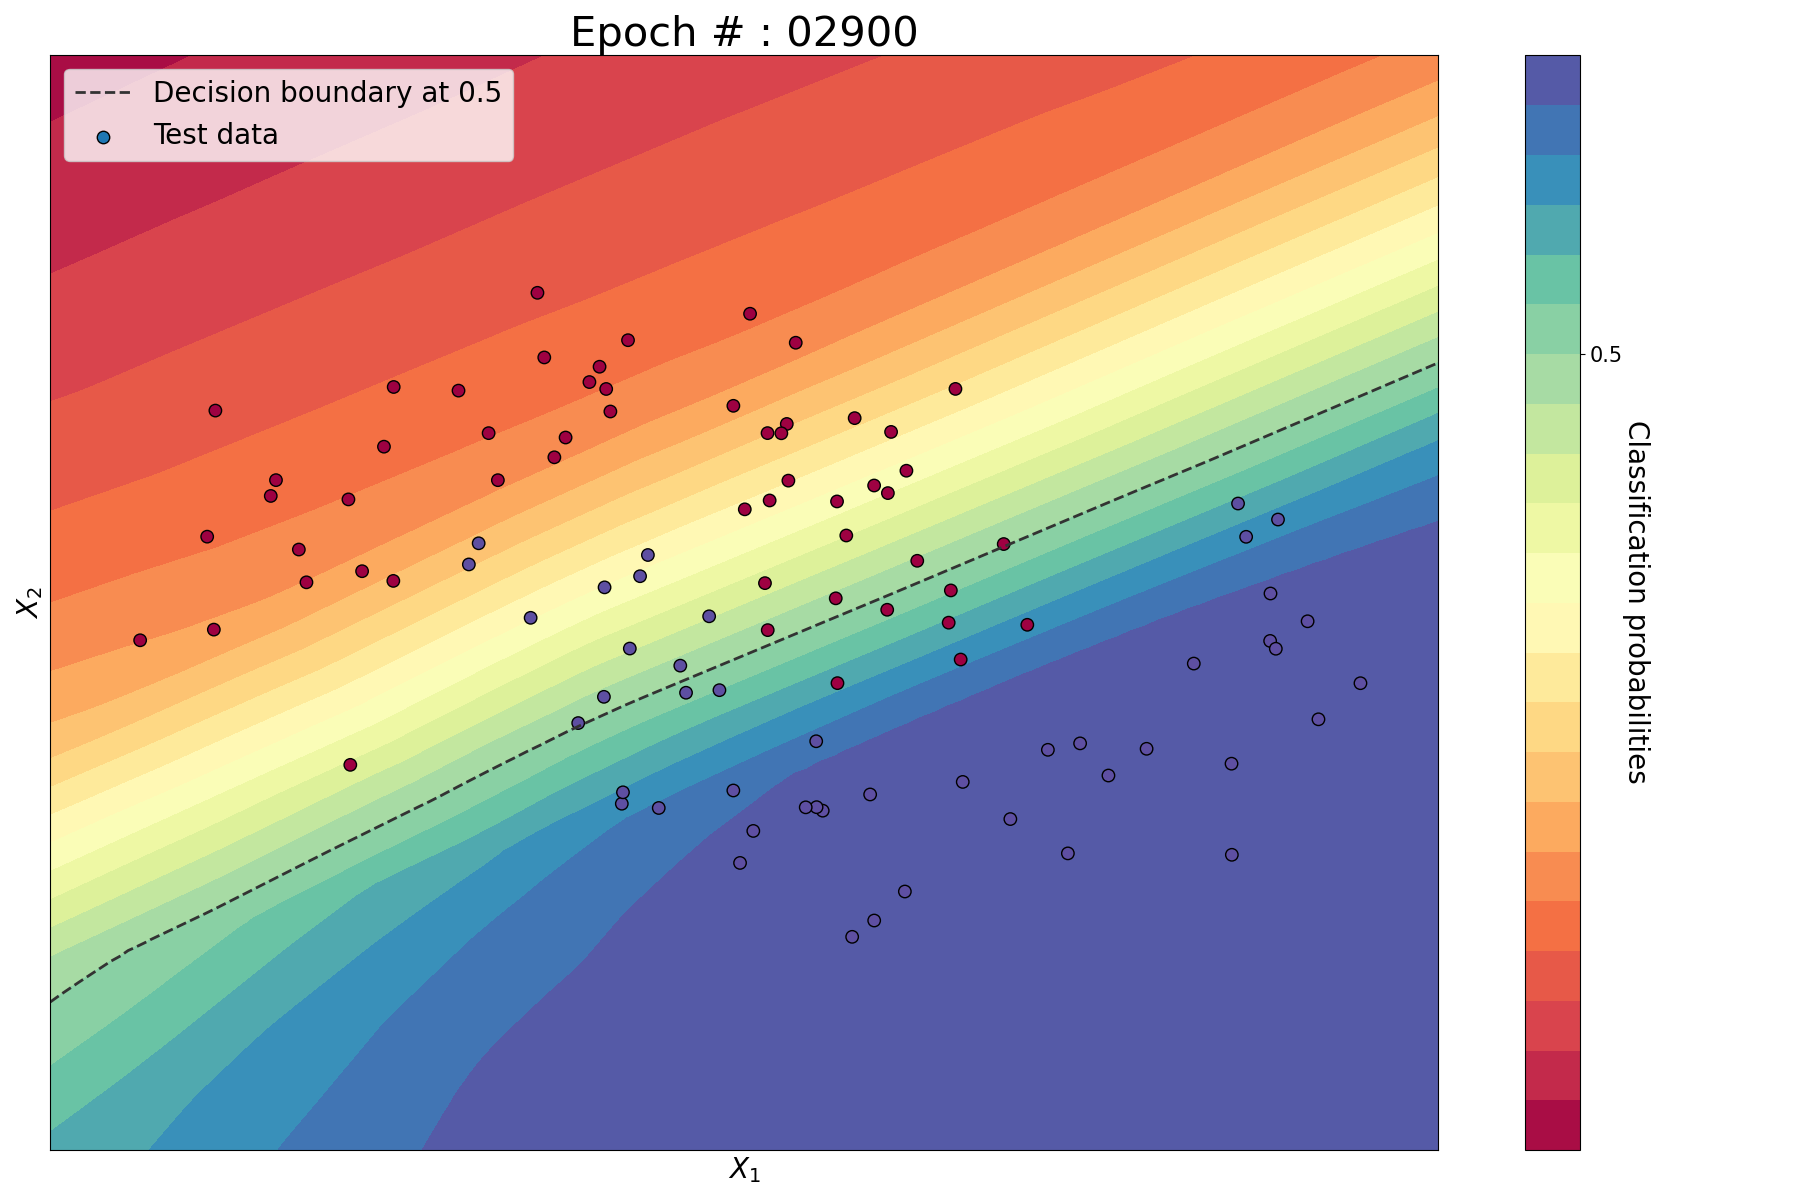 Epoch # : 02900
Decision boundary at 0.5
Test data
X₂
X₁
0.5
Classification probabilities